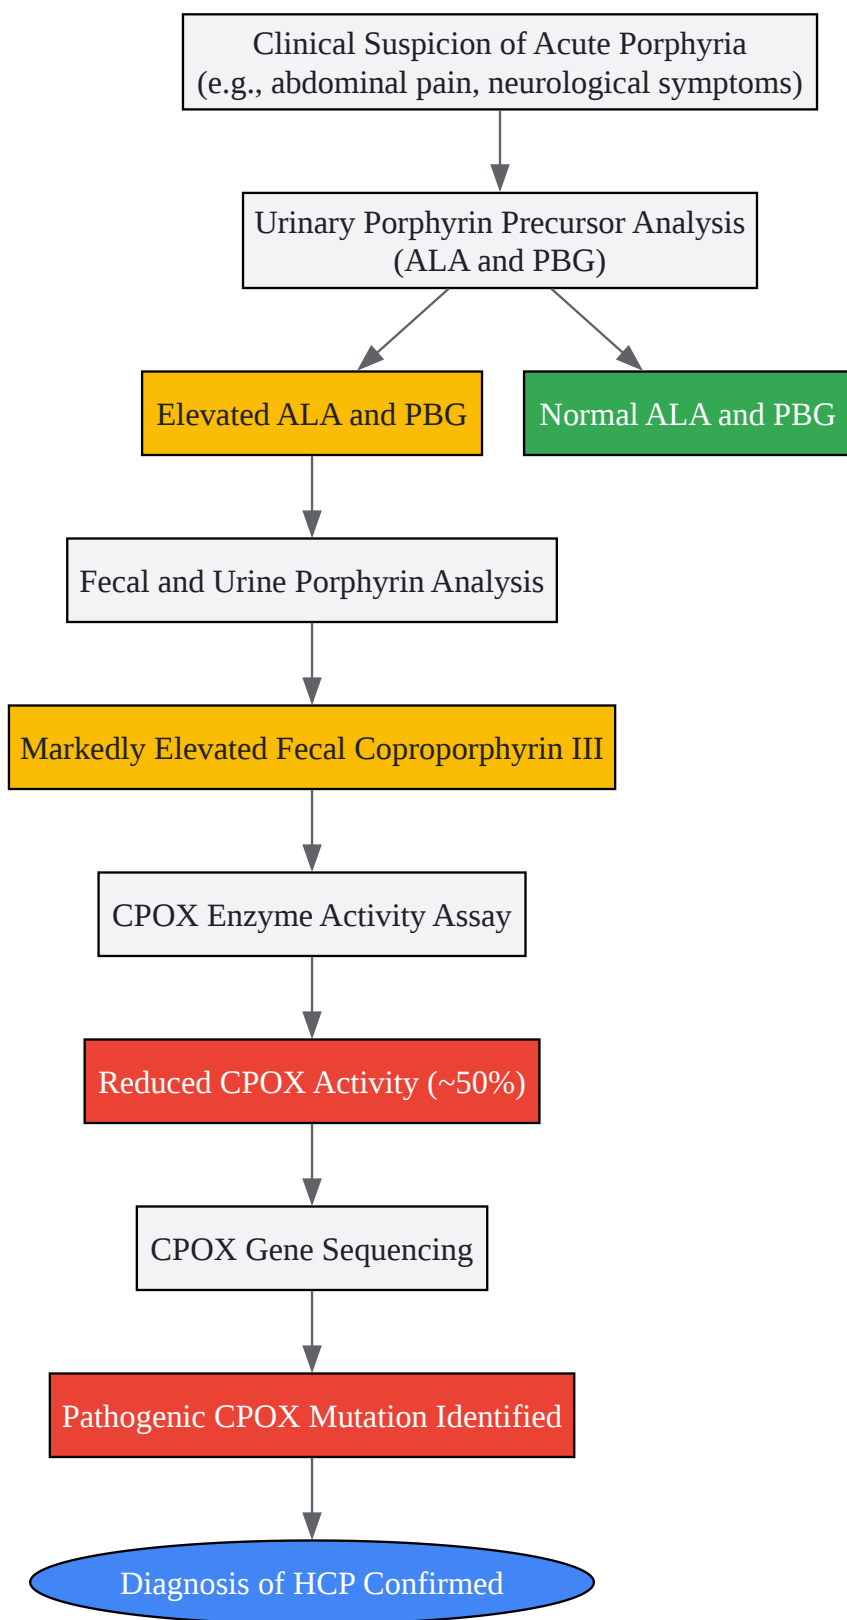 Clinical Suspicion of Acute Porphyria
(e.g., abdominal pain, neurological symptoms)
Urinary Porphyrin Precursor Analysis
(ALA and PBG)
Elevated ALA and PBG
Normal ALA and PBG
Fecal and Urine Porphyrin Analysis
Markedly Elevated Fecal Coproporphyrin III
CPOX Enzyme Activity Assay
Reduced CPOX Activity (~50%)
CPOX Gene Sequencing
Pathogenic CPOX Mutation Identified
Diagnosis of HCP Confirmed